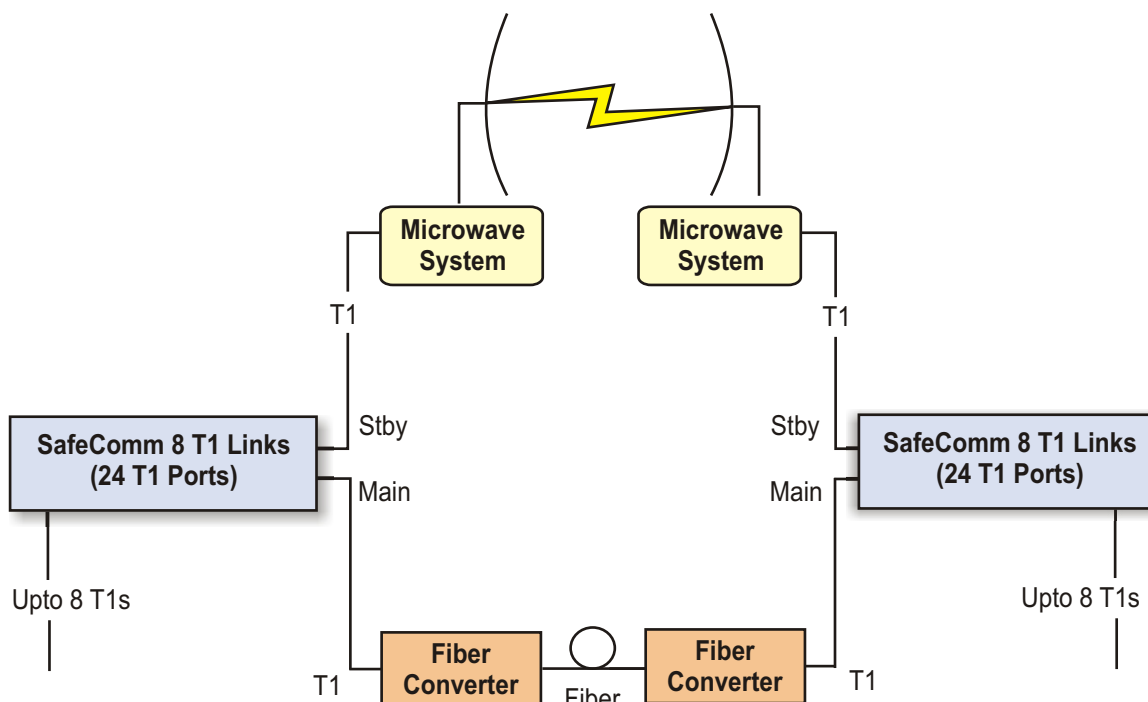 Microwave
System
Microwave
System
T1
T1
Stby
Stby
SafeComm 8 T1 Links
(24 T1 Ports)
SafeComm 8 T1 Links
(24 T1 Ports)
Main
Main
Upto 8 T1s
Upto 8 T1s
Fiber
Converter
Fiber
Converter
T1
Fiber
T1